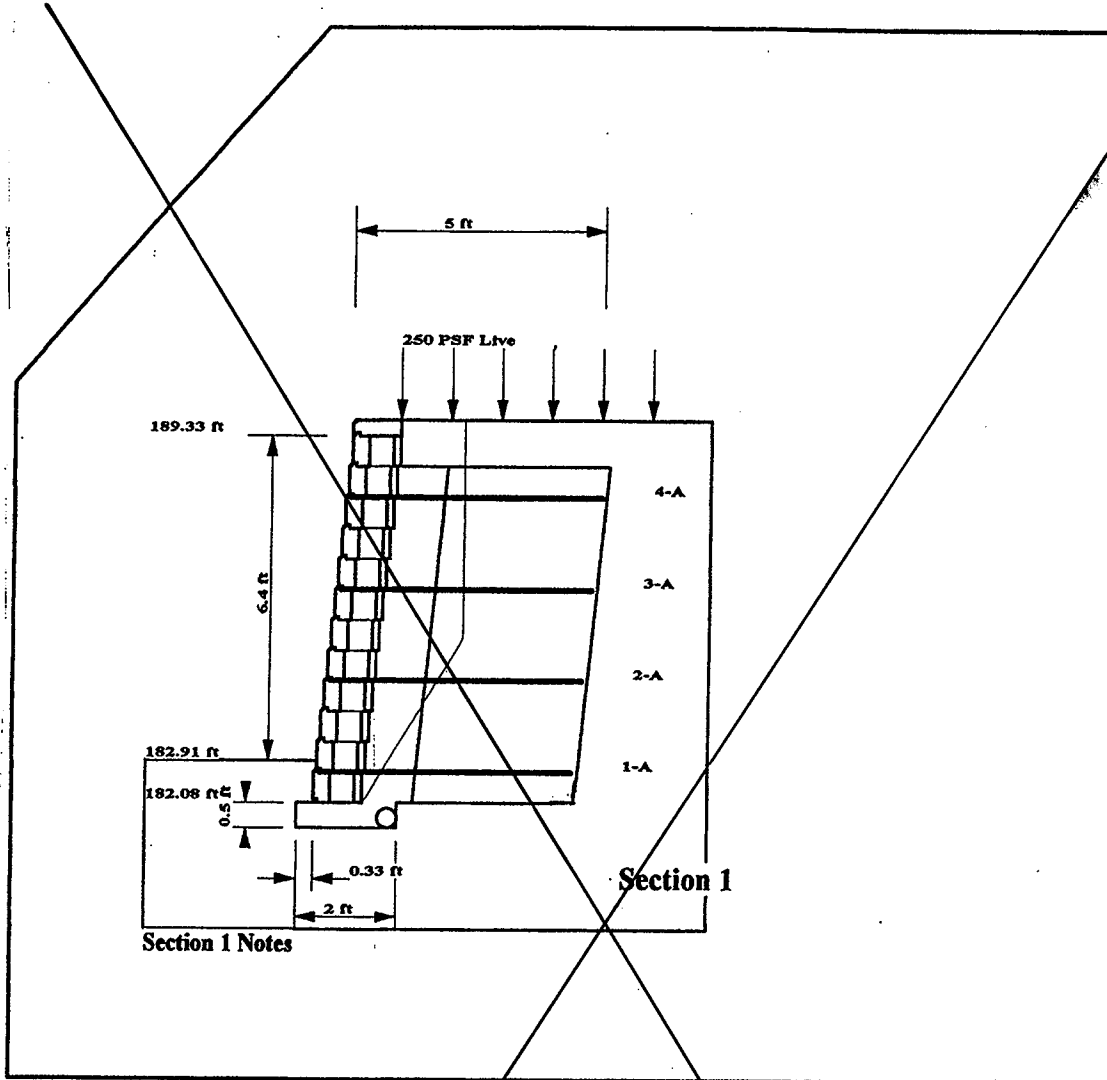 5 ft
250 PSF Live
189.33 ft
4-A
6.4 ft
3-A
2-A
182.91 ft
1-A
182.08 ft
0.5 ft
0.33 ft
Section 1
2 ft
Section 1 Notes